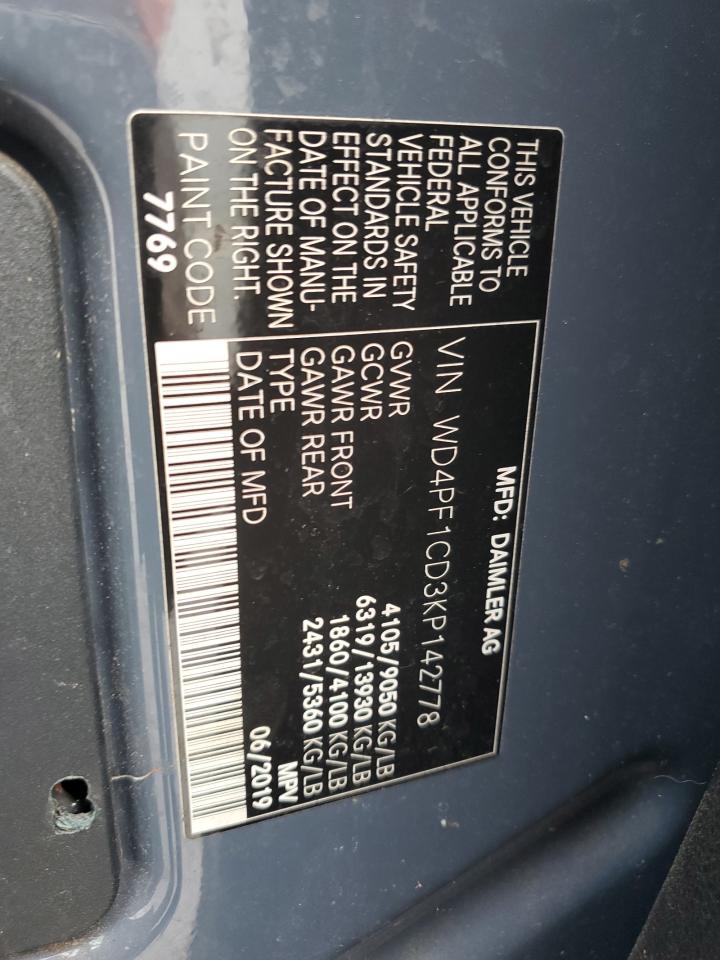 THIS VEHICLE
CONFORMS TO
ALL APPLICABLE
FEDERAL
VEHICLE SAFETY
STANDARDS IN
EFFECT ON THE
DATE OF MANU-
FACTURE SHOWN
ON THE RIGHT.
PAINT CODE
7769
MFD: DAIMLER AG
VIN WD4PF1CD3KP142778
GVWR 4105/9050 KG/LB
GCWR 6319/13930 KG/LB
GAWR FRONT 1860/4100 KG/LB
GAWR REAR 2431/5360 KG/LB
TYPE MPV
DATE OF MFD 06/2019